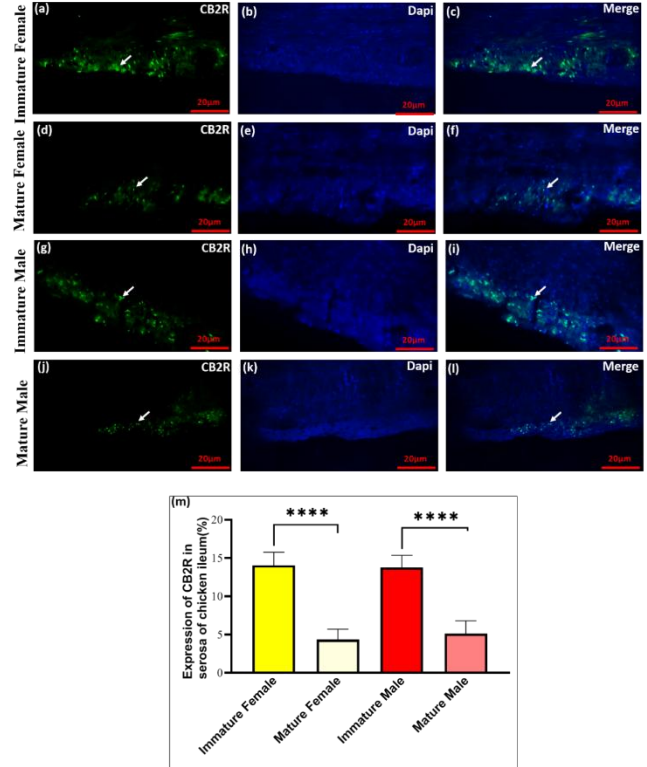 Immature Female
(a) CB2R
20µm
(b) Dapi
20µm
(c) Merge
20µm
Mature Female
(d) CB2R
20µm
(e) Dapi
20µm
(f) Merge
20µm
Immature Male
(g) CB2R
20µm
(h) Dapi
20µm
(i) Merge
20µm
Mature Male
(j) CB2R
20µm
(k) Dapi
20µm
(l) Merge
20µm
(m)
**** ****
Expression of CB2R in
serosa of chicken ileum(%)
20
15
10
5
0
Immature Female
Mature Female
Immature Male
Mature Male